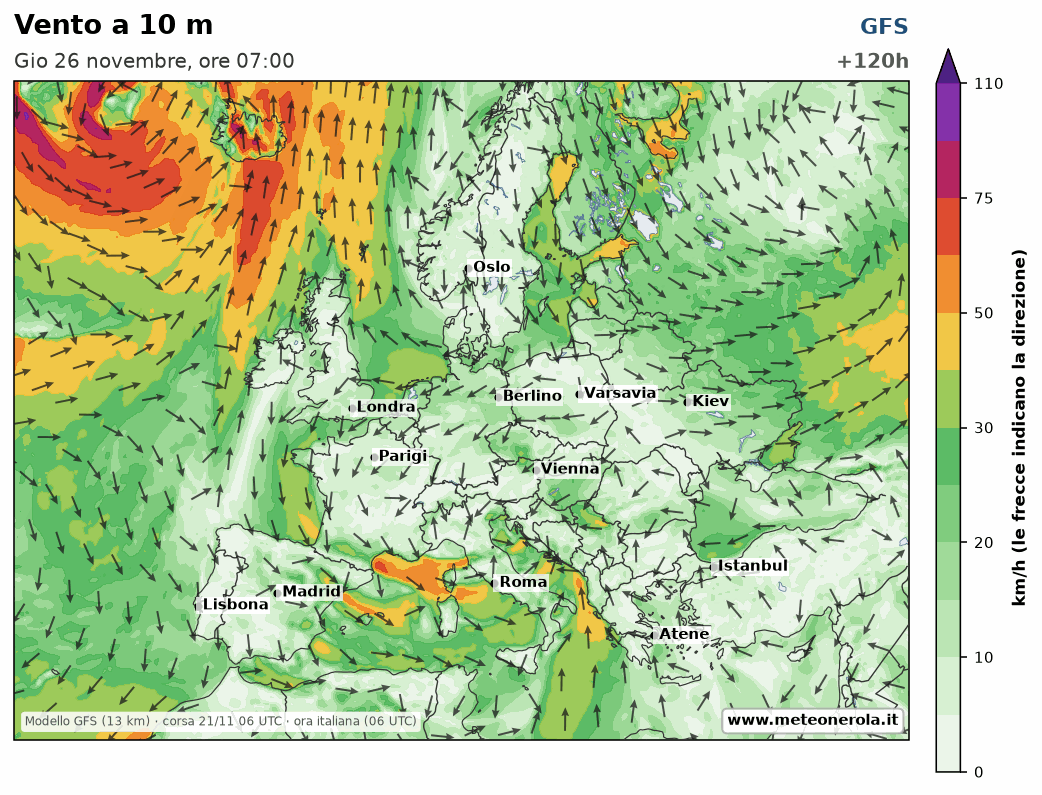 Vento a 10 m
GFS
Gio 26 novembre, ore 07:00
+120h
Oslo
Londra
Berlino
Varsavia
Kiev
Parigi
Vienna
Lisbona
Madrid
Roma
Istanbul
Atene
Modello GFS (13 km) · corsa 21/11 06 UTC · ora italiana (06 UTC)
www.meteonerola.it
110
75
50
30
20
10
0
km/h (le frecce indicano la direzione)